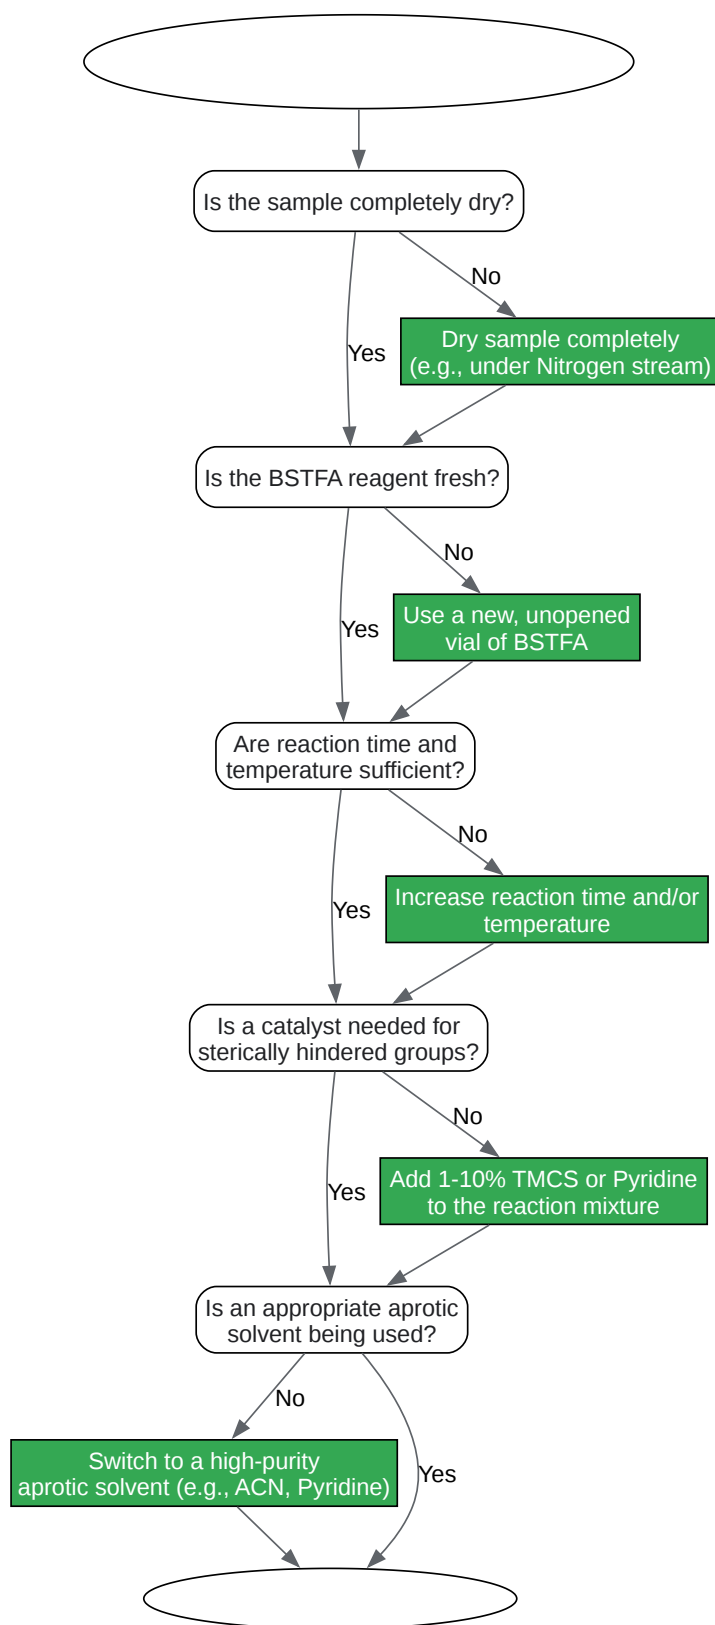 Is the sample completely dry?
No
Yes
Dry sample completely
(e.g., under Nitrogen stream)
Is the BSTFA reagent fresh?
No
Yes
Use a new, unopened
vial of BSTFA
Are reaction time and
temperature sufficient?
No
Yes
Increase reaction time and/or
temperature
Is a catalyst needed for
sterically hindered groups?
No
Yes
Add 1-10% TMCS or Pyridine
to the reaction mixture
Is an appropriate aprotic
solvent being used?
No
Yes
Switch to a high-purity
aprotic solvent (e.g., ACN, Pyridine)